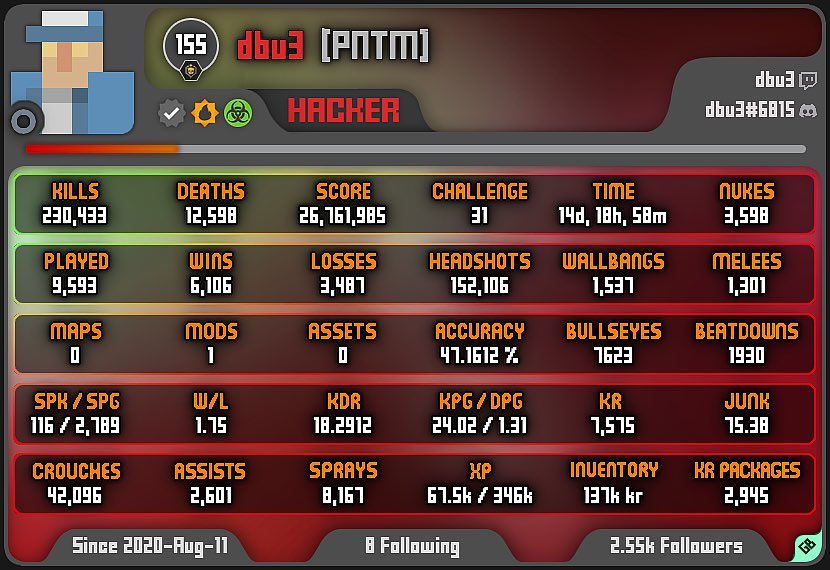 155 dbu3 [PNTM]
dbu3
dbu3#6815
HACKER
KILLS DEATHS SCORE CHALLENGE TIME NUKES
230,433 12,598 26,761,985 31 14d, 18h, 58m 3,598
PLAYED WINS LOSSES HEADSHOTS WALLBANGS MELEES
9,593 6,106 3,487 152,106 1,537 1,301
MAPS MODS ASSETS ACCURACY BULLSEYES BEATDOWNS
0 1 0 47.1612 % 7623 1930
SPK / SPG W/L KDR KPG / DPG KR JUNK
116 / 2,789 1.75 18.2912 24.02 / 1.31 7,575 75.38
CROUCHES ASSISTS SPRAYS XP INVENTORY KR PACKAGES
42,096 2,601 8,167 67.5k / 346k 137k kr 2,945
Since 2020-Aug-11 8 Following 2.55k Followers